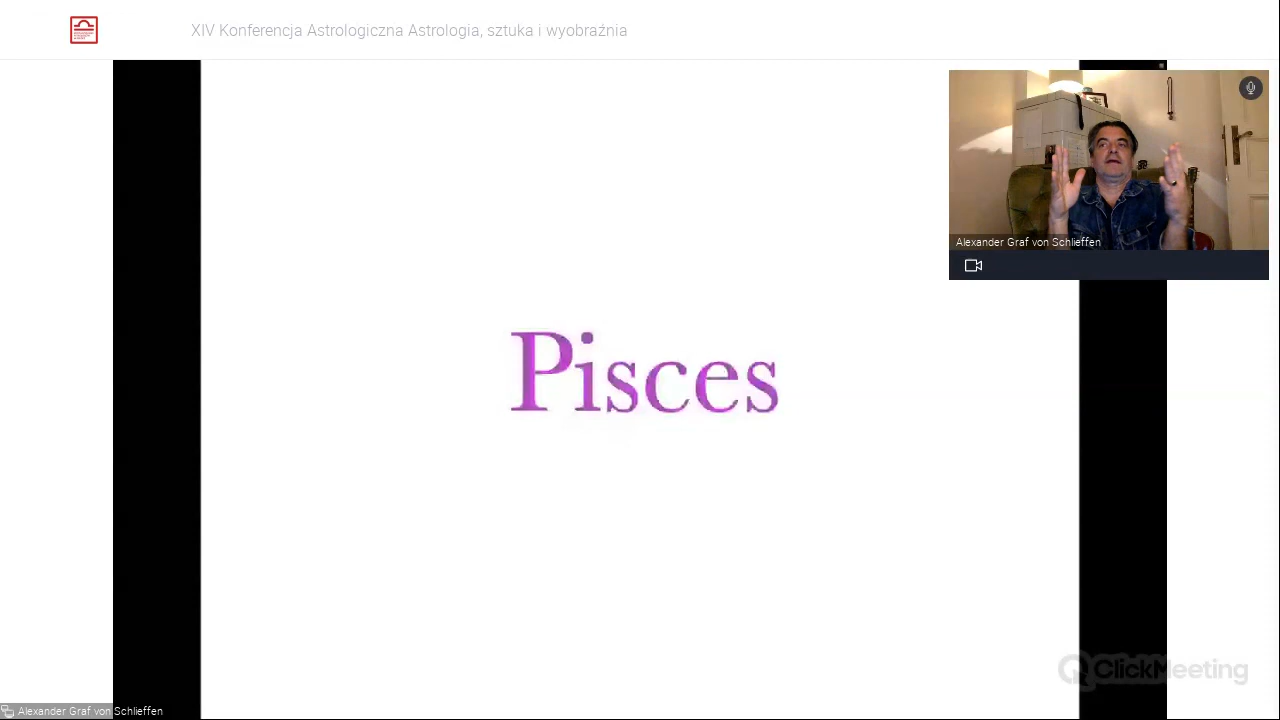 XIV Konferencja Astrologiczna Astrologia, sztuka i wyobraźnia
Alexander Graf von Schlieffen
Pisces
ClickMeeting
Alexander Graf von Schlieffen